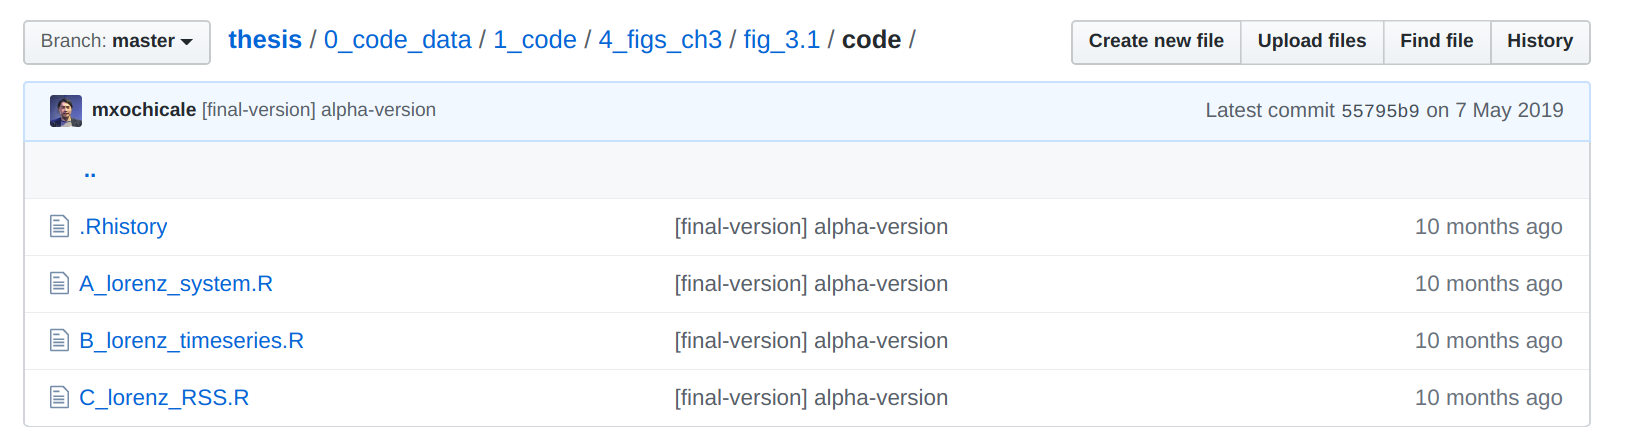 Branch: master thesis / 0_code_data / 1_code / 4_figs_ch3 / fig_3.1 / code / Create new file Upload files Find file History
mxochicale [final-version] alpha-version Latest commit 55795b9 on 7 May 2019
..
.Rhistory [final-version] alpha-version 10 months ago
A_lorenz_system.R [final-version] alpha-version 10 months ago
B_lorenz_timeseries.R [final-version] alpha-version 10 months ago
C_lorenz_RSS.R [final-version] alpha-version 10 months ago